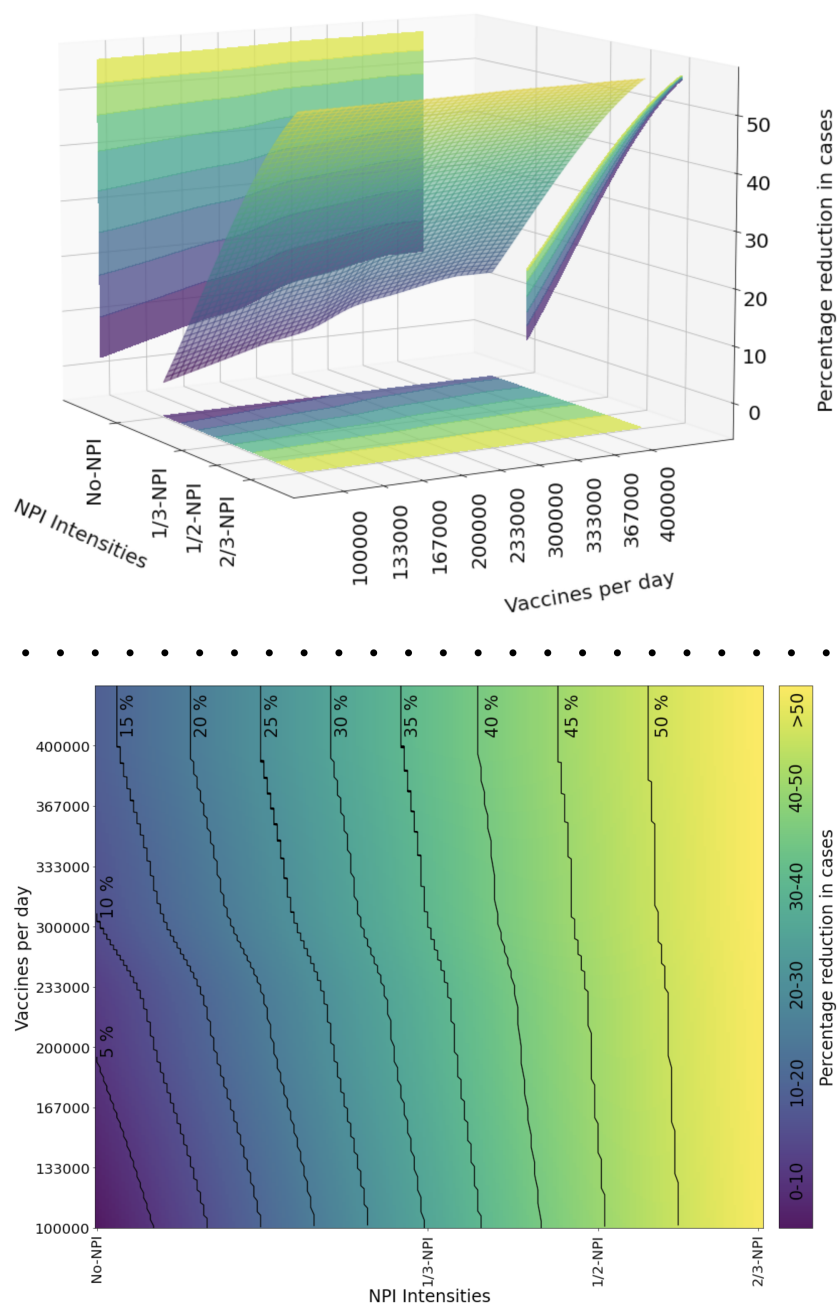 50
40
30
20
10
0
Percentage reduction in cases
No-NPI
1/3-NPI
1/2-NPI
2/3-NPI
NPI Intensities
100000
133000
167000
200000
233000
300000
333000
367000
400000
Vaccines per day
15 %
20 %
25 %
30 %
35 %
40 %
45 %
50 %
10 %
5 %
400000
367000
333000
300000
233000
200000
167000
133000
100000
Vaccines per day
No-NPI
1/3-NPI
1/2-NPI
2/3-NPI
NPI Intensities
>50
40-50
30-40
20-30
10-20
0-10
Percentage reduction in cases